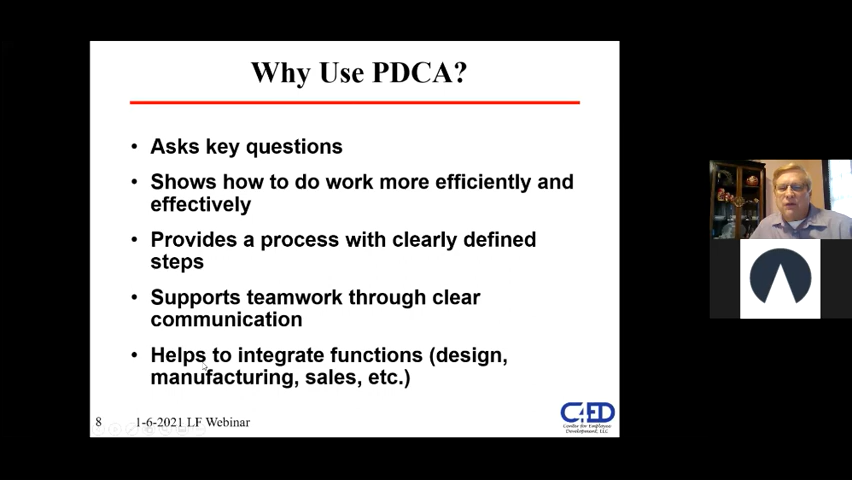 Why Use PDCA?
• Asks key questions
• Shows how to do work more efficiently and
effectively
• Provides a process with clearly defined
steps
• Supports teamwork through clear
communication
• Helps to integrate functions (design,
manufacturing, sales, etc.)
8 1-6-2021 LF Webinar
C4ED
Center for Employee
Development, LLC